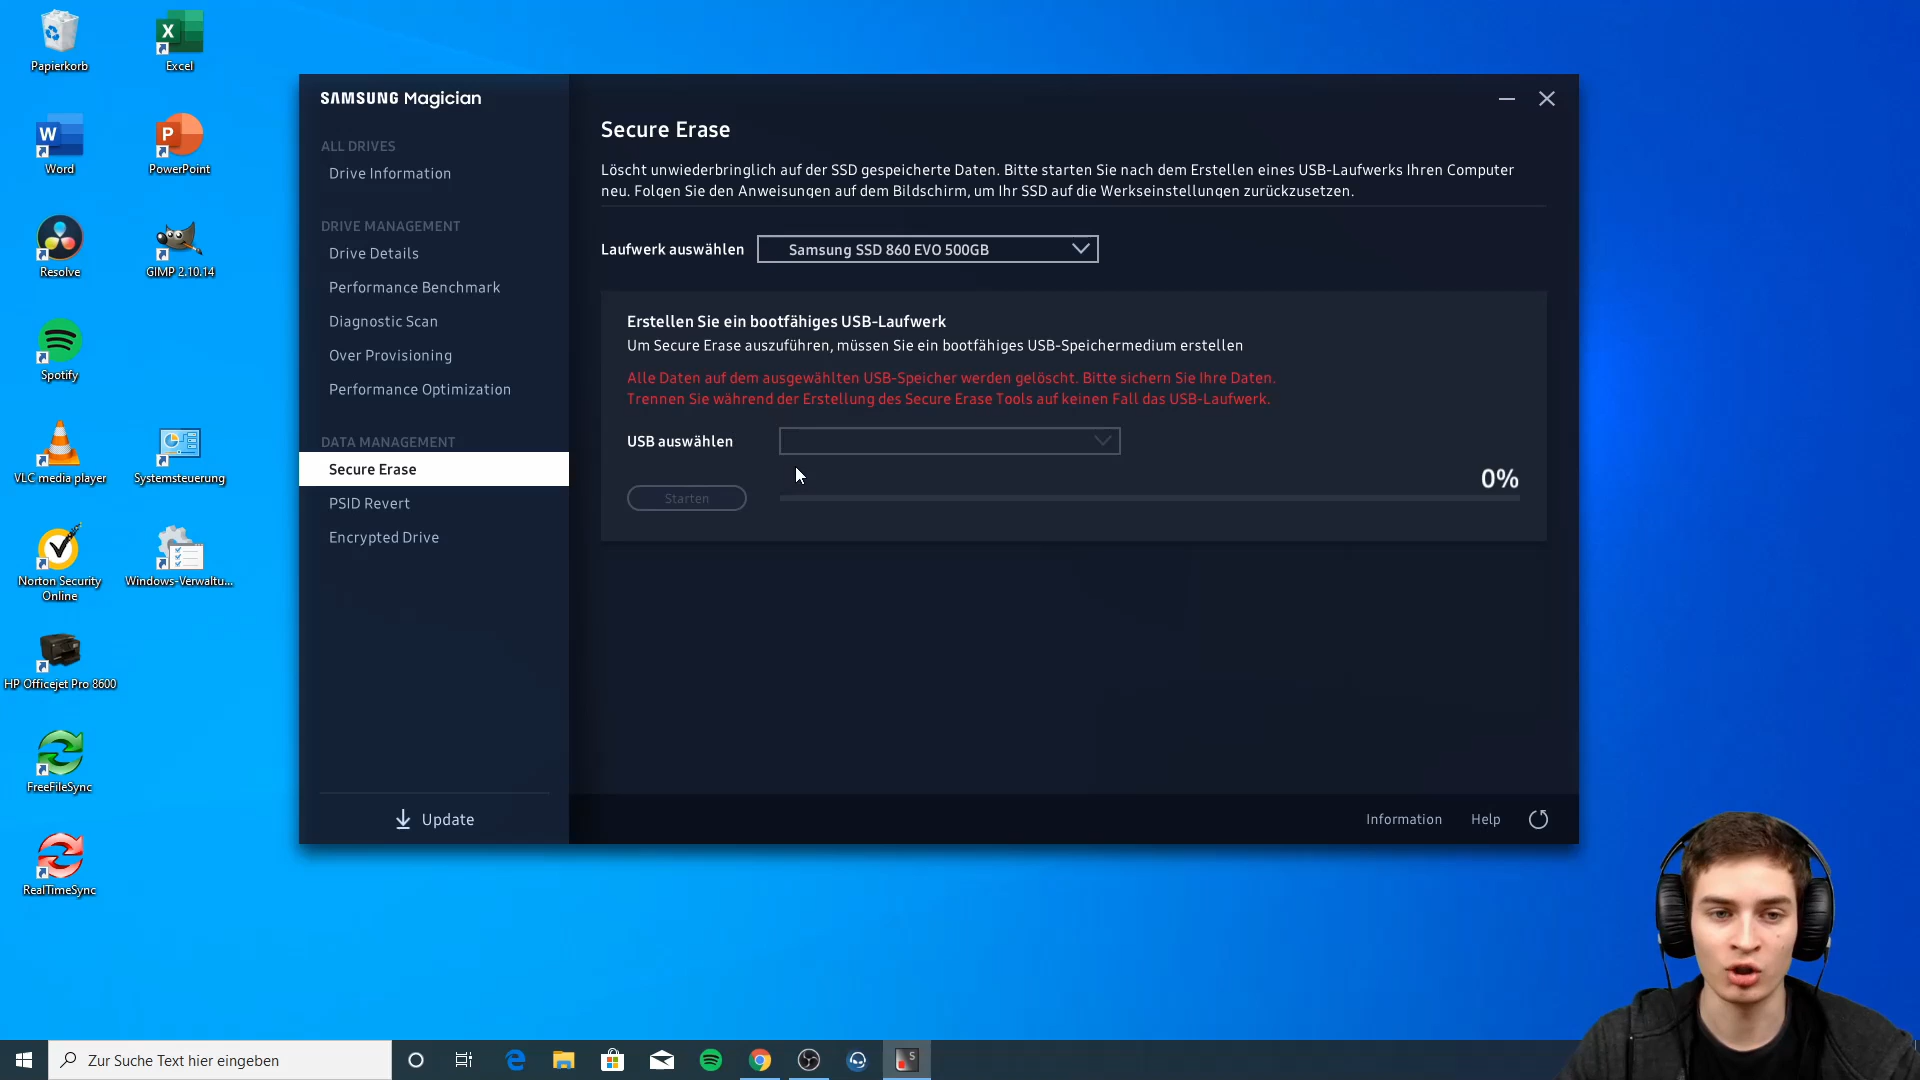 Papierkorb
Excel
Word
PowerPoint
Resolve
GIMP 2.10.14
Spotify
VLC media player
Systemsteuerung
Norton Security Online
Windows-Verwaltu...
HP Officejet Pro 8600
FreeFileSync
RealTimeSync
SAMSUNG Magician
ALL DRIVES
Drive Information
DRIVE MANAGEMENT
Drive Details
Performance Benchmark
Diagnostic Scan
Over Provisioning
Performance Optimization
DATA MANAGEMENT
Secure Erase
PSID Revert
Encrypted Drive
Update
Secure Erase
Löscht unwiederbringlich auf der SSD gespeicherte Daten. Bitte starten Sie nach dem Erstellen eines USB-Laufwerks Ihren Computer
neu. Folgen Sie den Anweisungen auf dem Bildschirm, um Ihr SSD auf die Werkseinstellungen zurückzusetzen.
Laufwerk auswählen
Samsung SSD 860 EVO 500GB
Erstellen Sie ein bootfähiges USB-Laufwerk
Um Secure Erase auszuführen, müssen Sie ein bootfähiges USB-Speichermedium erstellen
Alle Daten auf dem ausgewählten USB-Speicher werden gelöscht. Bitte sichern Sie Ihre Daten.
Trennen Sie während der Erstellung des Secure Erase Tools auf keinen Fall das USB-Laufwerk.
USB auswählen
0%
Starten
Information
Help
Zur Suche Text hier eingeben